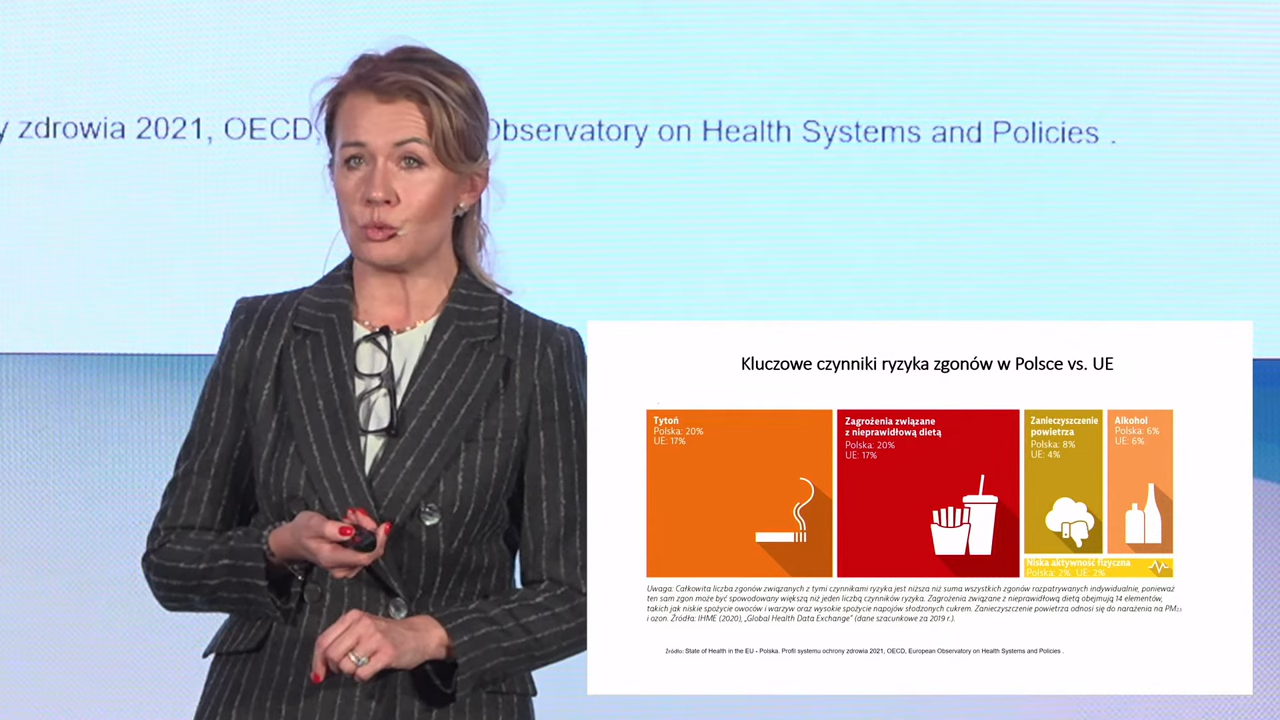 y zdrowia 2021, OECD, Observatory on Health Systems and Policies .
Kluczowe czynniki ryzyka zgonów w Polsce vs. UE
Tytoń
Polska: 20%
UE: 17%
Zagrożenia związane
z nieprawidłową dietą
Polska: 20%
UE: 17%
Zanieczyszczenie
powietrza
Polska: 8%
UE: 4%
Alkohol
Polska: 6%
UE: 6%
Niska aktywność fizyczna
Polska: 2% UE: 2%
Uwaga: Całkowita liczba zgonów związanych z tymi czynnikami ryzyka jest niższa niż suma wszystkich zgonów rozpatrywanych indywidualnie, ponieważ
ten sam zgon może być spowodowany większą niż jeden liczbą czynników ryzyka. Zagrożenia związane z nieprawidłową dietą obejmują 14 elementów,
takich jak niskie spożycie owoców i warzyw oraz wysokie spożycie napojów słodzonych cukrem. Zanieczyszczenie powietrza odnosi się do narażenia na PM2.5
i ozon. Źródła: IHME (2020), „Global Health Data Exchange” (dane szacunkowe za 2019 r.).
Źródło: State of Health in the EU - Polska. Profil systemu ochrony zdrowia 2021, OECD, European Observatory on Health Systems and Policies .